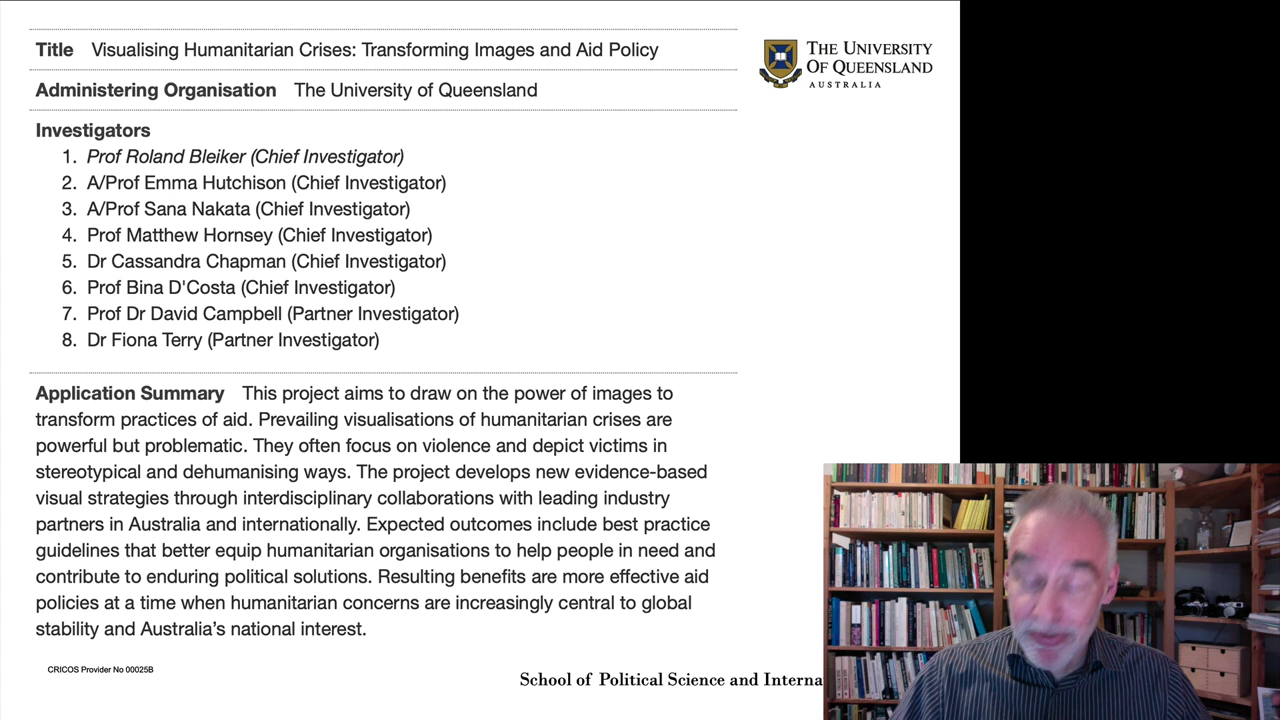 Title Visualising Humanitarian Crises: Transforming Images and Aid Policy
THE UNIVERSITY
OF QUEENSLAND
AUSTRALIA
Administering Organisation The University of Queensland
Investigators
1. Prof Roland Bleiker (Chief Investigator)
2. A/Prof Emma Hutchison (Chief Investigator)
3. A/Prof Sana Nakata (Chief Investigator)
4. Prof Matthew Hornsey (Chief Investigator)
5. Dr Cassandra Chapman (Chief Investigator)
6. Prof Bina D'Costa (Chief Investigator)
7. Prof Dr David Campbell (Partner Investigator)
8. Dr Fiona Terry (Partner Investigator)
Application Summary This project aims to draw on the power of images to
transform practices of aid. Prevailing visualisations of humanitarian crises are
powerful but problematic. They often focus on violence and depict victims in
stereotypical and dehumanising ways. The project develops new evidence-based
visual strategies through interdisciplinary collaborations with leading industry
partners in Australia and internationally. Expected outcomes include best practice
guidelines that better equip humanitarian organisations to help people in need and
contribute to enduring political solutions. Resulting benefits are more effective aid
policies at a time when humanitarian concerns are increasingly central to global
stability and Australia’s national interest.
CRICOS Provider No 00025B
School of Political Science and Interna